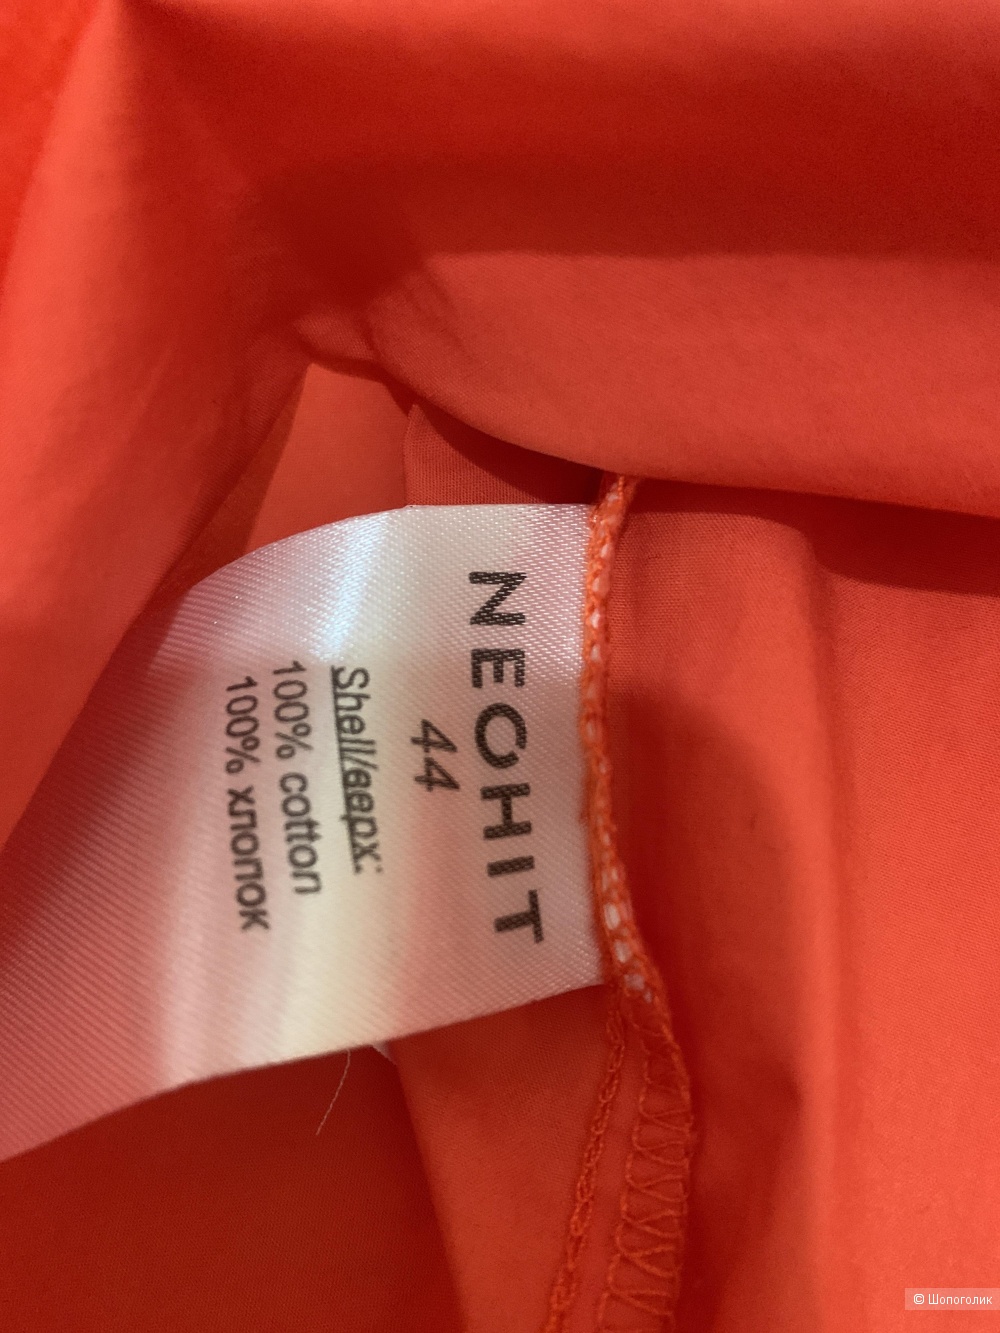 NEOHIT
44
Shell/верх:
100% cotton
100% хлопок
© Шопоголик